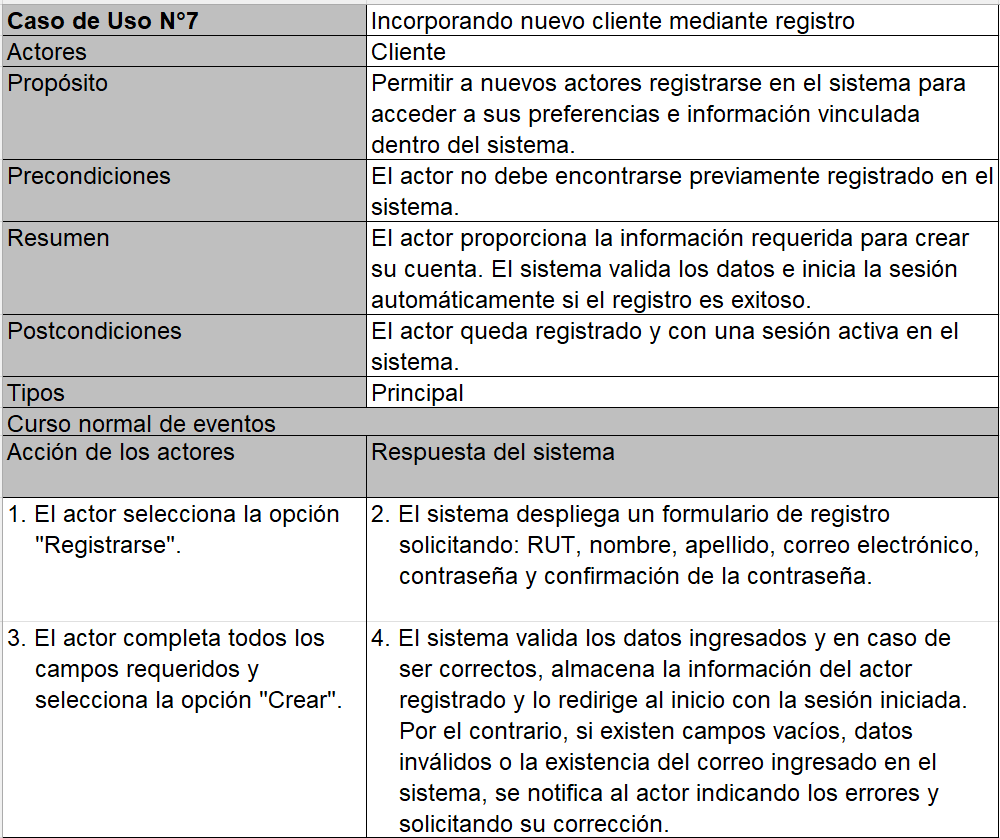 Caso de Uso N°7
Incorporando nuevo cliente mediante registro
Actores
Cliente
Propósito
Permitir a nuevos actores registrarse en el sistema para
acceder a sus preferencias e información vinculada
dentro del sistema.
Precondiciones
El actor no debe encontrarse previamente registrado en el
sistema.
Resumen
El actor proporciona la información requerida para crear
su cuenta. El sistema valida los datos e inicia la sesión
automáticamente si el registro es exitoso.
Postcondiciones
El actor queda registrado y con una sesión activa en el
sistema.
Tipos
Principal
Curso normal de eventos
Acción de los actores
Respuesta del sistema
1. El actor selecciona la opción
"Registrarse".
2. El sistema despliega un formulario de registro
solicitando: RUT, nombre, apellido, correo electrónico,
contraseña y confirmación de la contraseña.
3. El actor completa todos los
campos requeridos y
selecciona la opción "Crear".
4. El sistema valida los datos ingresados y en caso de
ser correctos, almacena la información del actor
registrado y lo redirige al inicio con la sesión iniciada.
Por el contrario, si existen campos vacíos, datos
inválidos o la existencia del correo ingresado en el
sistema, se notifica al actor indicando los errores y
solicitando su corrección.